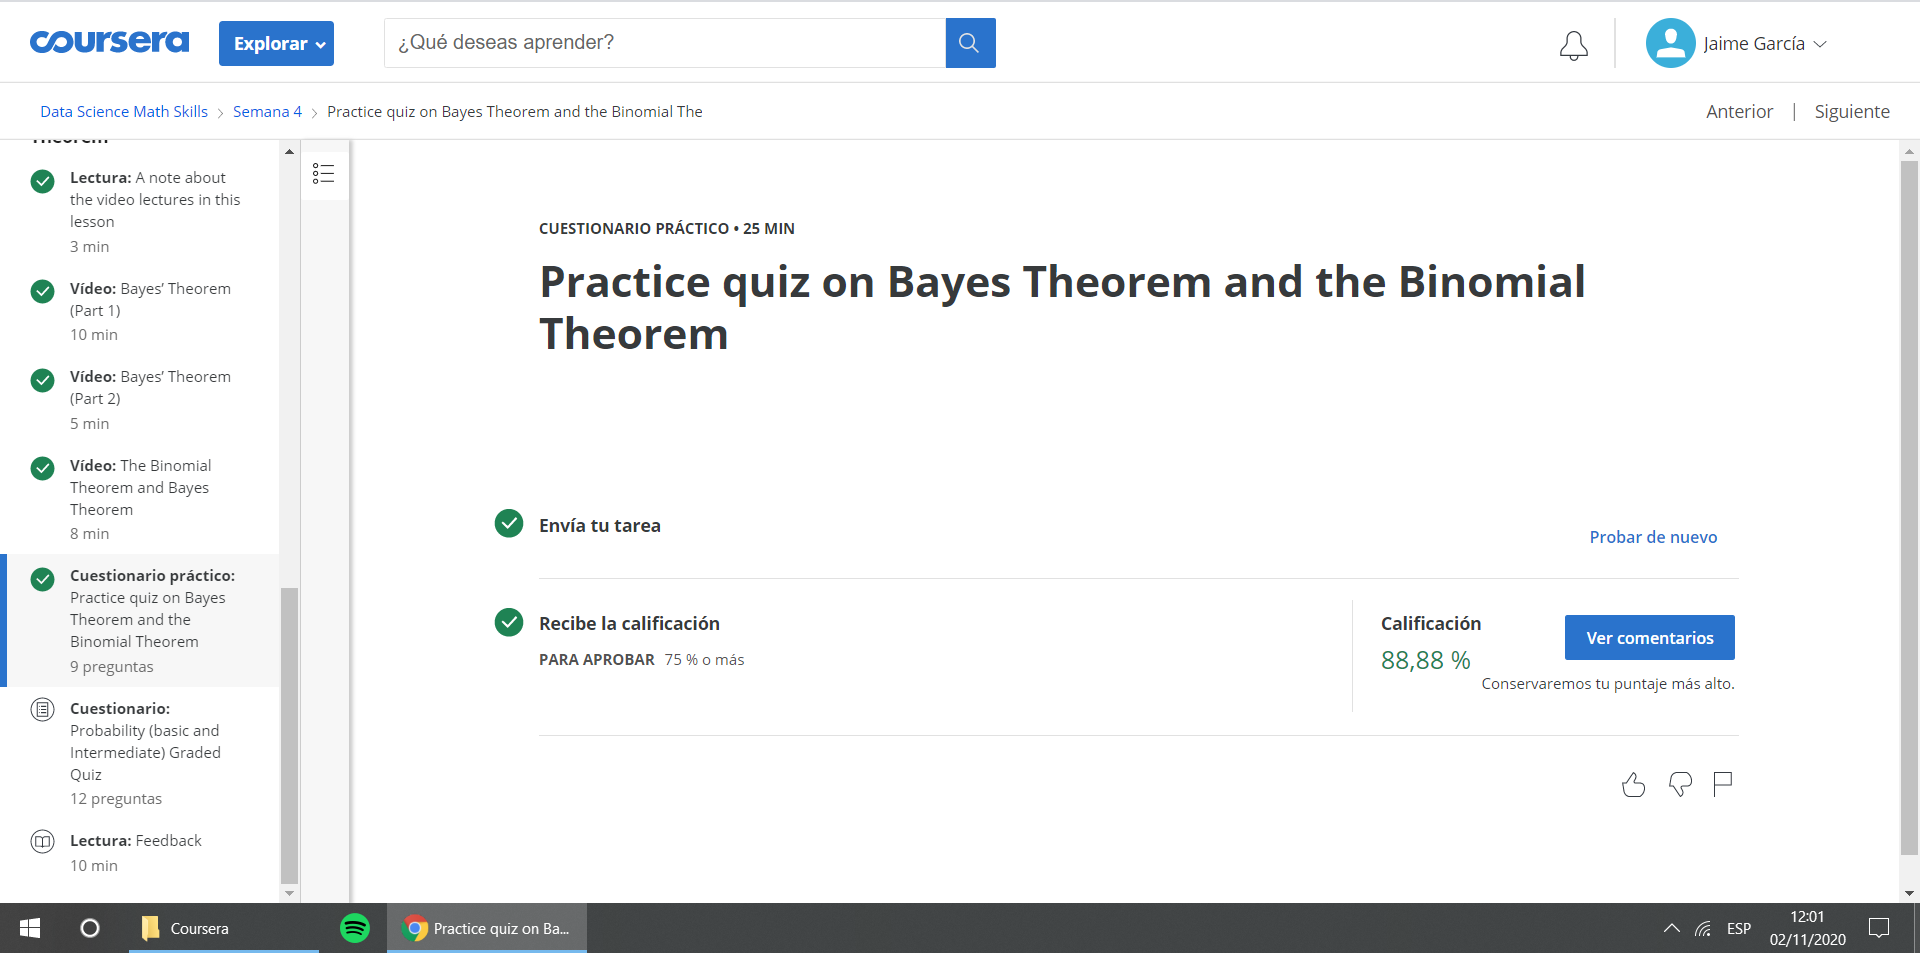 coursera
Explorar
¿Qué deseas aprender?
Jaime García
Data Science Math Skills
Semana 4
Practice quiz on Bayes Theorem and the Binomial The
Anterior | Siguiente
Theorem
Lectura: A note about
the video lectures in this
lesson
3 min
Vídeo: Bayes’ Theorem
(Part 1)
10 min
Vídeo: Bayes’ Theorem
(Part 2)
5 min
Vídeo: The Binomial
Theorem and Bayes
Theorem
8 min
Cuestionario práctico:
Practice quiz on Bayes
Theorem and the
Binomial Theorem
9 preguntas
Cuestionario:
Probability (basic and
Intermediate) Graded
Quiz
12 preguntas
Lectura: Feedback
10 min
CUESTIONARIO PRÁCTICO • 25 MIN
Practice quiz on Bayes Theorem and the Binomial
Theorem
Envía tu tarea
Probar de nuevo
Recibe la calificación
PARA APROBAR 75 % o más
Calificación
88,88 %
Ver comentarios
Conservaremos tu puntaje más alto.
Coursera
Practice quiz on Ba...
ESP
12:01
02/11/2020